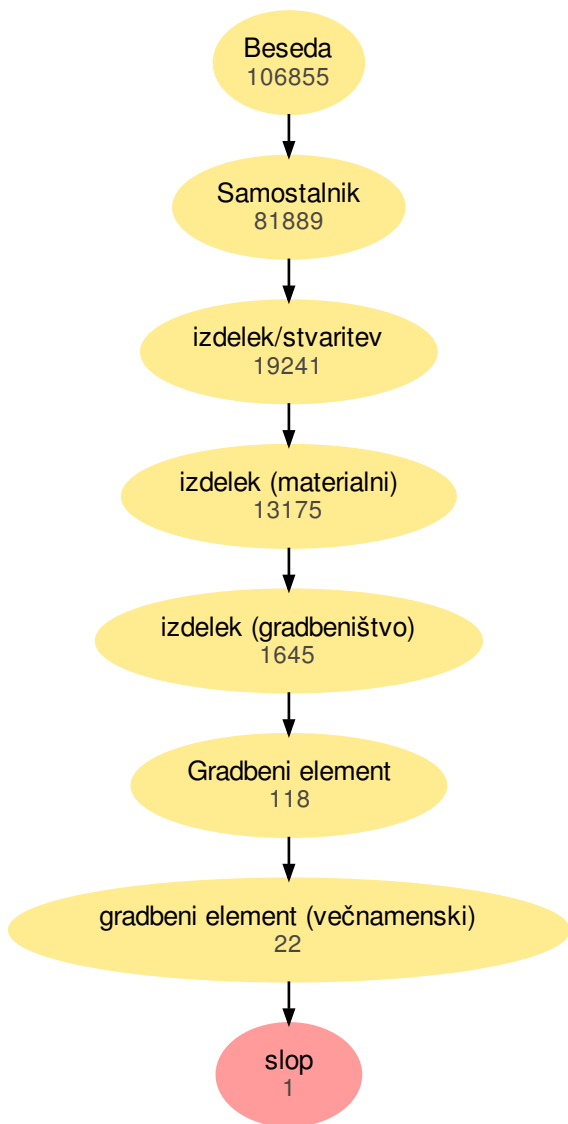 Beseda
106855
Samostalnik
81889
izdelek/stvaritev
19241
izdelek (materialni)
13175
izdelek (gradbeništvo)
1645
Gradbeni element
118
gradbeni element (večnamenski)
22
slop
1